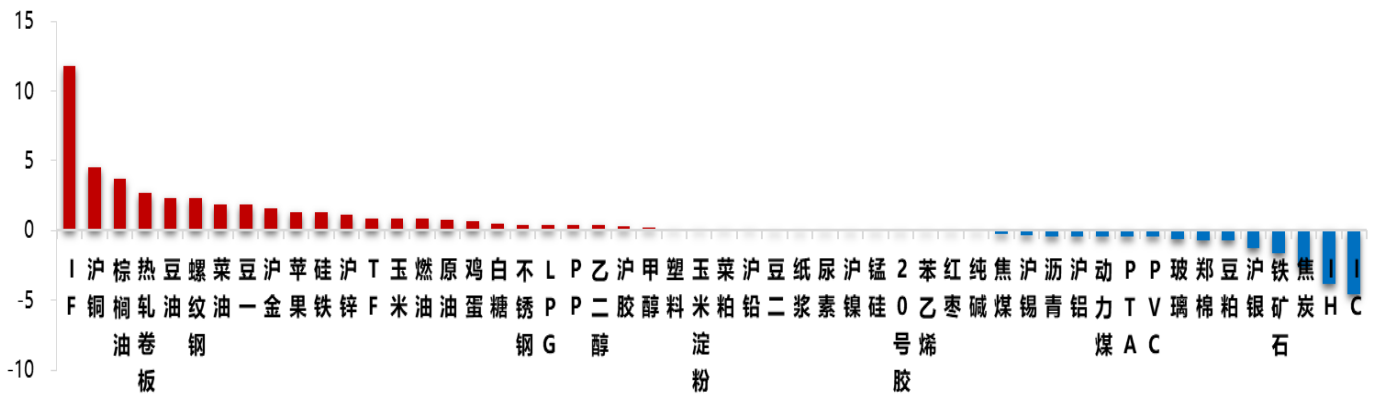 15
10
5
0
-5
-10
IF
沪铜
棕榈油
热轧卷板
豆油
螺纹钢
菜油
豆一
沪金
苹果
硅铁
沪锌
TF
玉米
燃油
原油
鸡蛋
白糖
不锈钢
LPG
PP
乙二醇
沪胶
甲醇
塑料
玉米淀粉
菜粕
沪铅
豆二
纸浆
尿素
沪镍
锰硅
20号胶
苯乙烯
红枣
纯碱
焦煤
沪锡
沥青
沪铝
动力煤
PTA
PVC
玻璃
郑棉
豆粕
沪银
铁矿石
焦炭
IH
IC